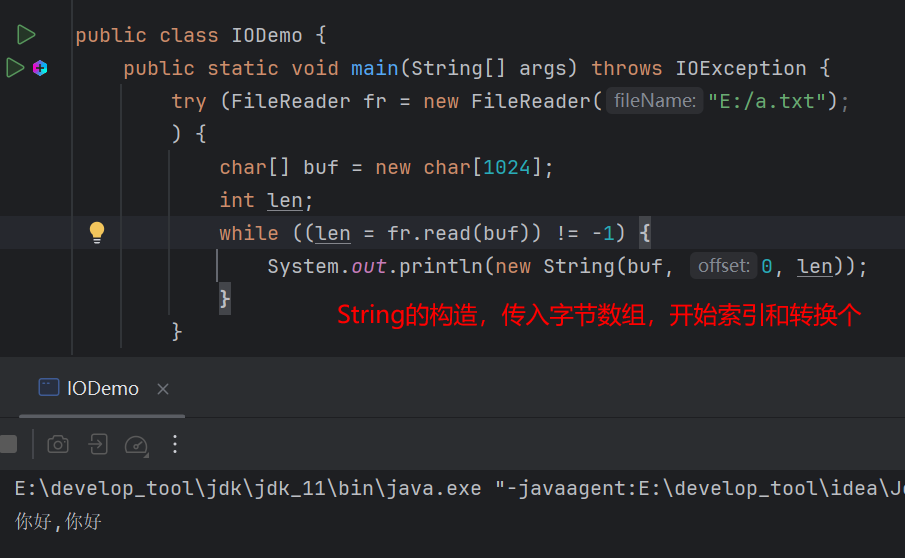 public class IODemo {
public static void main(String[] args) throws IOException {
try (FileReader fr = new FileReader( fileName: "E:/a.txt");
) {
char[] buf = new char[1024];
int len;
while ((len = fr.read(buf)) != -1) {
System.out.println(new String(buf, offset: 0, len));
}
String的构造，传入字节数组，开始索引和转换个
}
IODemo
E:\develop_tool\jdk\jdk_11\bin\java.exe "-javaagent:E:\develop_tool\idea\J
你好,你好